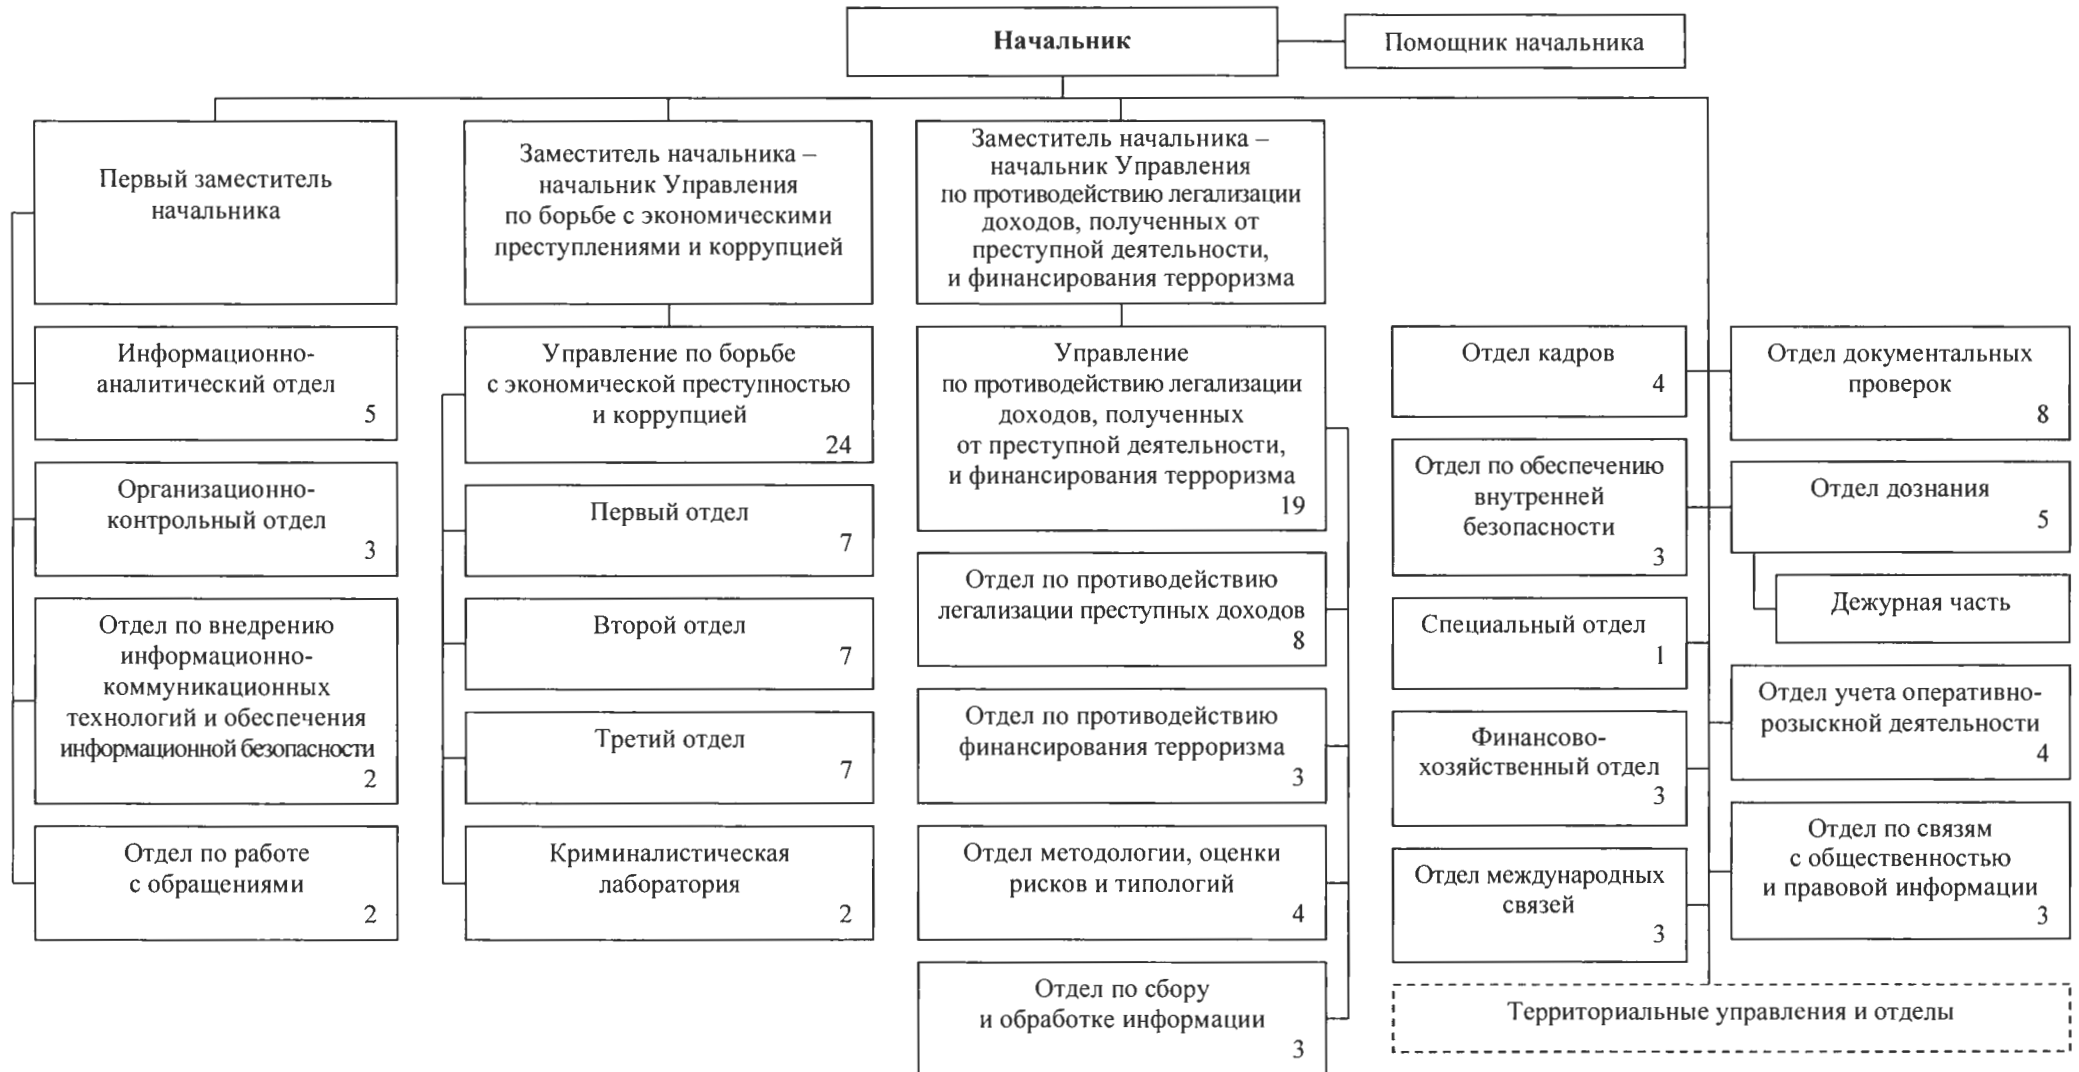 Начальник
Помощник начальника
Первый заместитель
начальника
Заместитель начальника –
начальник Управления
по борьбе с экономическими
преступлениями и коррупцией
Заместитель начальника –
начальник Управления
по противодействию легализации
доходов, полученных от
преступной деятельности,
и финансирования терроризма
Информационно-
аналитический отдел
5
Организационно-
контрольный отдел
3
Отдел по внедрению
информационно-
коммуникационных
технологий и обеспечения
информационной безопасности
2
Отдел по работе
с обращениями
2
Управление по борьбе
с экономической преступностью
и коррупцией
24
Первый отдел
7
Второй отдел
7
Третий отдел
7
Криминалистическая
лаборатория
2
Управление
по противодействию легализации
доходов, полученных
от преступной деятельности,
и финансирования терроризма
19
Отдел по противодействию
легализации преступных доходов
8
Отдел по противодействию
финансирования терроризма
3
Отдел методологии, оценки
рисков и типологий
4
Отдел по сбору
и обработке информации
3
Отдел кадров
4
Отдел по обеспечению
внутренней
безопасности
3
Специальный отдел
1
Финансово-
хозяйственный отдел
3
Отдел международных
связей
3
Отдел документальных
проверок
8
Отдел дознания
5
Дежурная часть
Отдел учета оперативно-
розыскной деятельности
4
Отдел по связям
с общественностью
и правовой информации
3
Территориальные управления и отделы